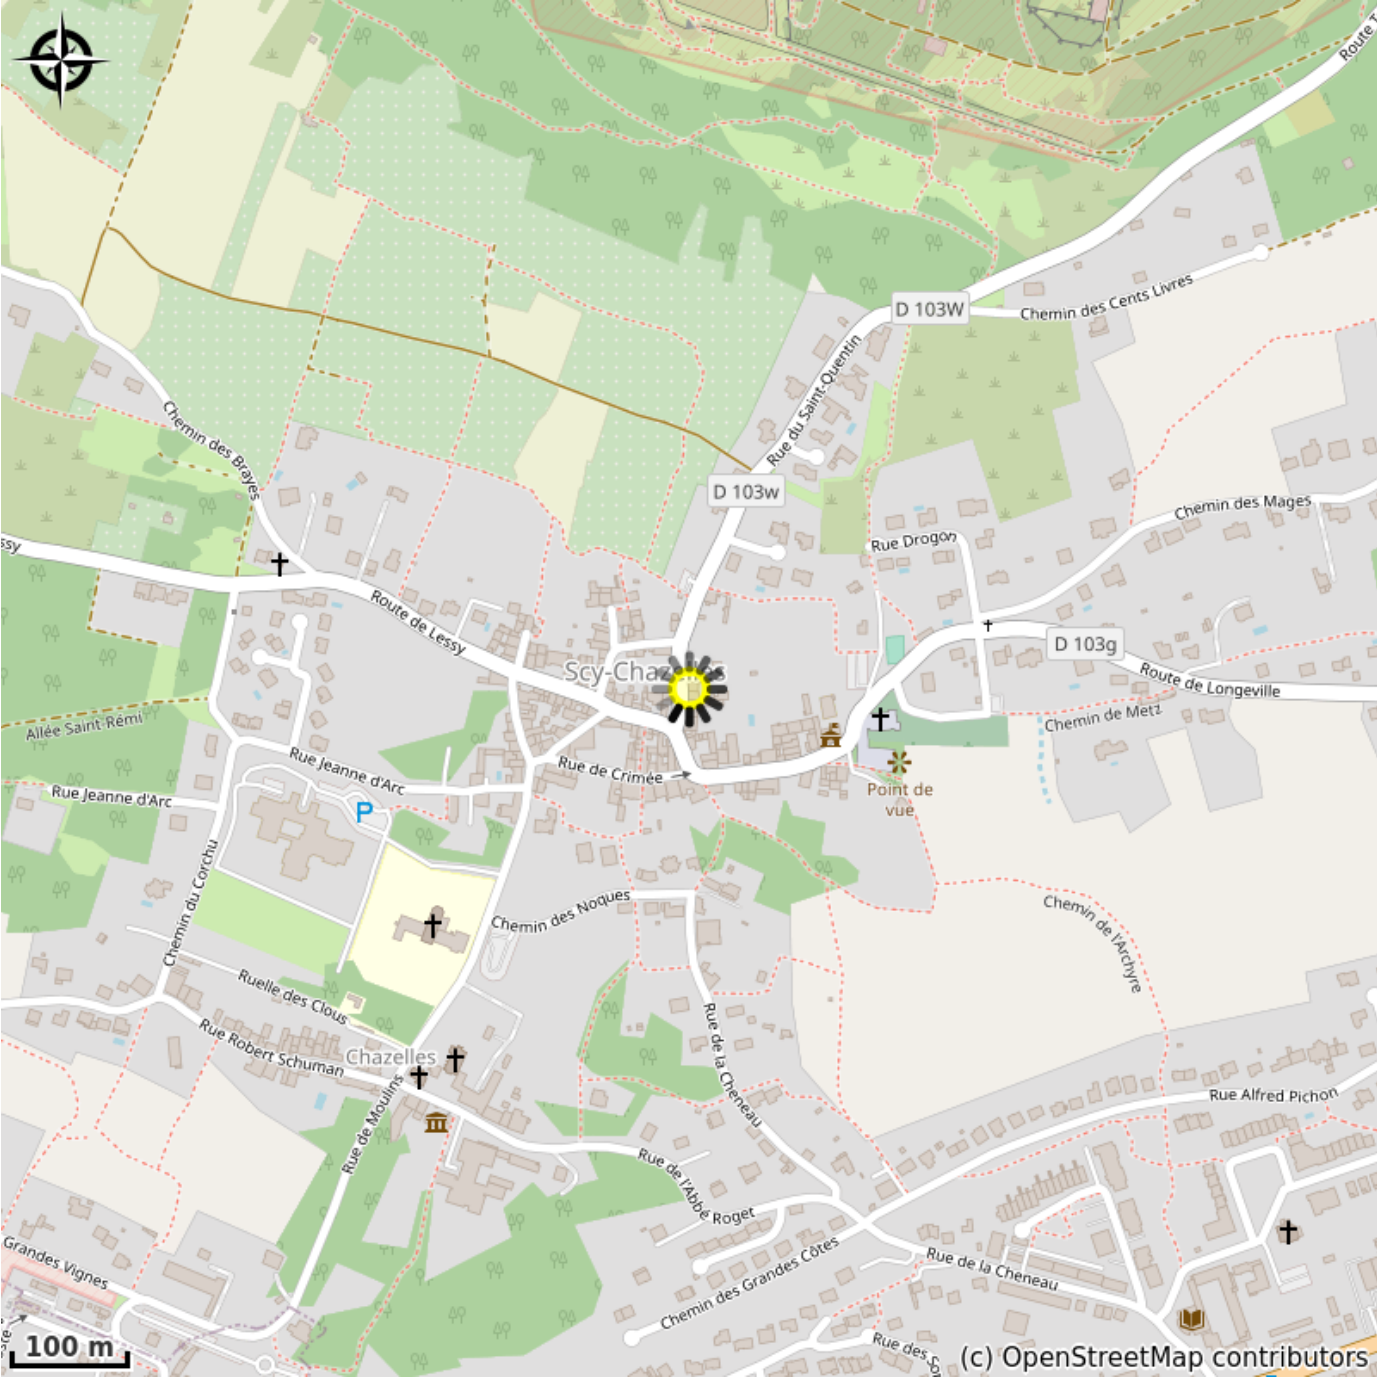 Route T
D 103W
Chemin des Cents Livres
Rue du Saint-Quentin
Chemin des Brayes
D 103w
Chemin des Mages
Rue Drogon
ssy
Route de Lessy
D 103g
Scy-Chazelles
Route de Longeville
Allée Saint-Rémi
Chemin de Metz
Rue Jeanne d'Arc
Rue de Crimée
Rue Jeanne d'Arc
P
Point de
vue
Chemin du Corchu
Chemin des Noques
Chemin de l'Archyre
Ruelle des Clous
Rue Robert Schuman
Chazelles
Rue de la Cheneau
Rue Alfred Pichon
Rue de Moulins
Rue de l'Abbé Roget
Grandes Vignes
Chemin des Grandes Côtes
Rue de la Cheneau
Rue des So
100 m
(c) OpenStreetMap contributors